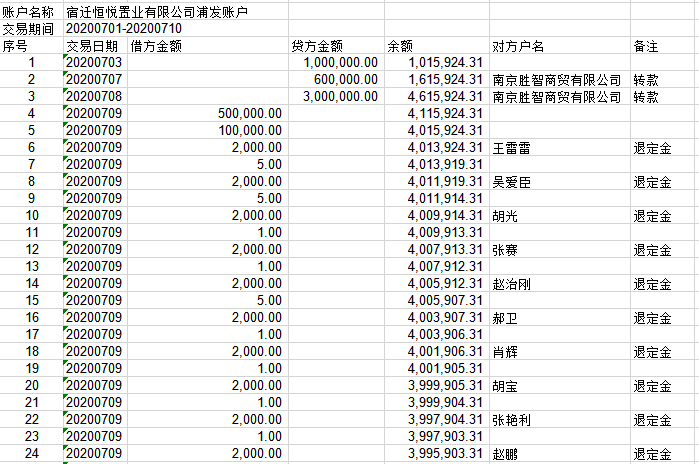 账户名称 宿迁恒悦置业有限公司浦发账户
交易期间 20200701-20200710
序号 交易日期 借方金额 贷方金额 余额 对方户名 备注
1 20200703 1,000,000.00 1,015,924.31
2 20200707 600,000.00 1,615,924.31 南京胜智商贸有限公司 转款
3 20200708 3,000,000.00 4,615,924.31 南京胜智商贸有限公司 转款
4 20200709 500,000.00 4,115,924.31
5 20200709 100,000.00 4,015,924.31
6 20200709 2,000.00 4,013,924.31 王雷雷 退定金
7 20200709 5.00 4,013,919.31
8 20200709 2,000.00 4,011,919.31 吴爱臣 退定金
9 20200709 5.00 4,011,914.31
10 20200709 2,000.00 4,009,914.31 胡光 退定金
11 20200709 1.00 4,009,913.31
12 20200709 2,000.00 4,007,913.31 张赛 退定金
13 20200709 1.00 4,007,912.31
14 20200709 2,000.00 4,005,912.31 赵治刚 退定金
15 20200709 5.00 4,005,907.31
16 20200709 2,000.00 4,003,907.31 郝卫 退定金
17 20200709 1.00 4,003,906.31
18 20200709 2,000.00 4,001,906.31 肖辉 退定金
19 20200709 1.00 4,001,905.31
20 20200709 2,000.00 3,999,905.31 胡宝 退定金
21 20200709 1.00 3,999,904.31
22 20200709 2,000.00 3,997,904.31 张艳利 退定金
23 20200709 1.00 3,997,903.31
24 20200709 2,000.00 3,995,903.31 赵鹏 退定金